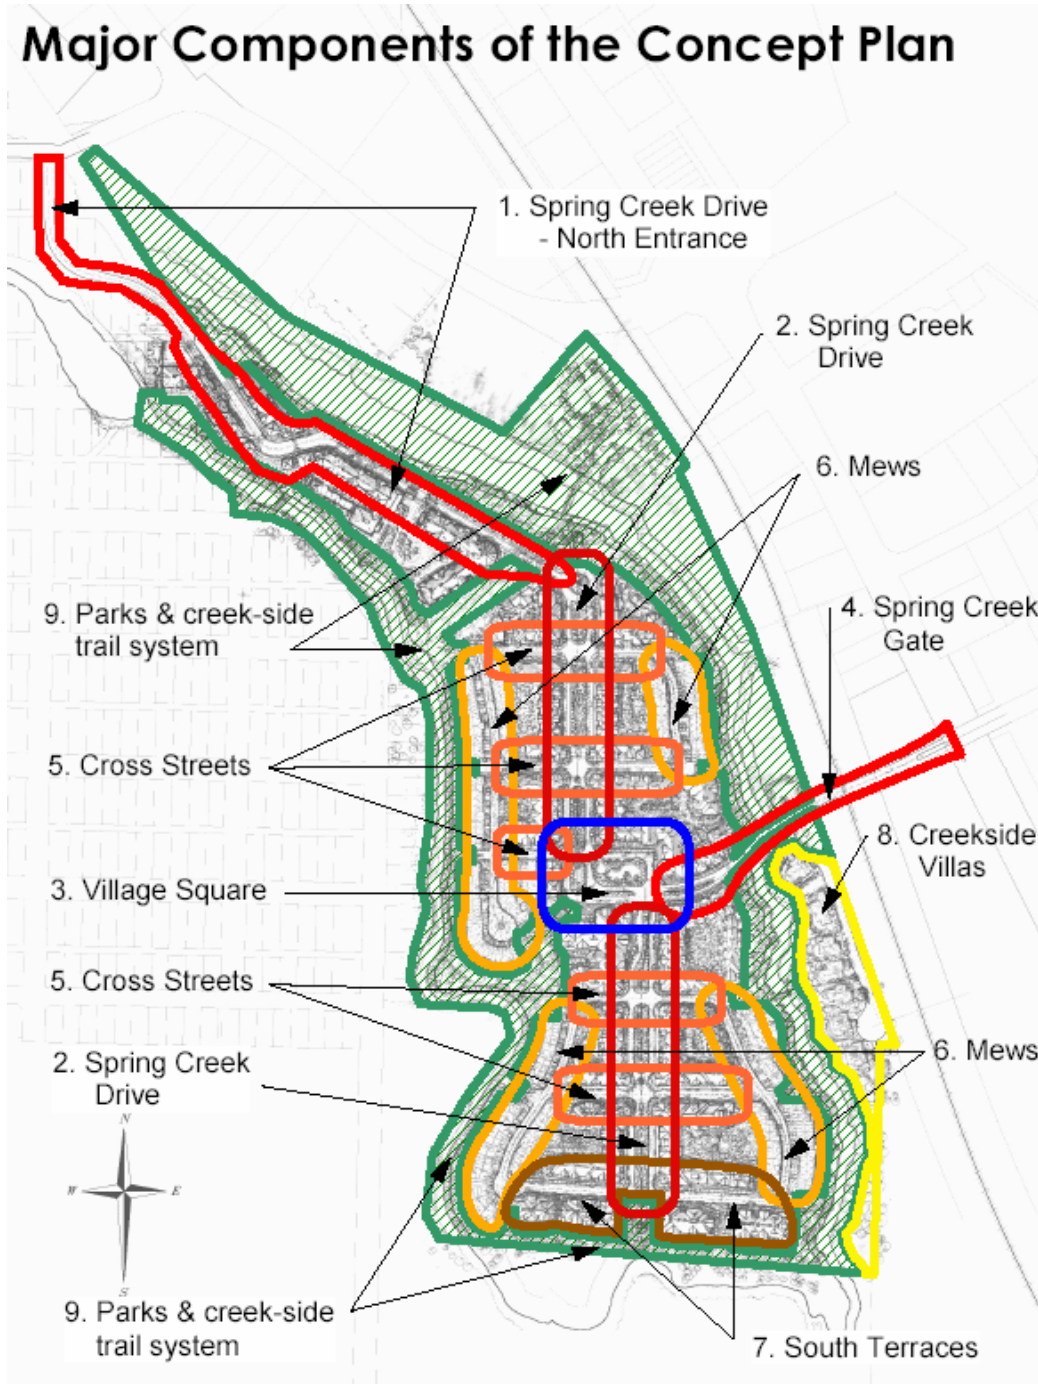 Major Components of the Concept Plan
1. Spring Creek Drive
- North Entrance
2. Spring Creek
Drive
6. Mews
9. Parks & creek-side
trail system
4. Spring Creek
Gate
5. Cross Streets
8. Creekside
Villas
3. Village Square
5. Cross Streets
6. Mews
2. Spring Creek
Drive
N
W
E
S
9. Parks & creek-side
trail system
7. South Terraces